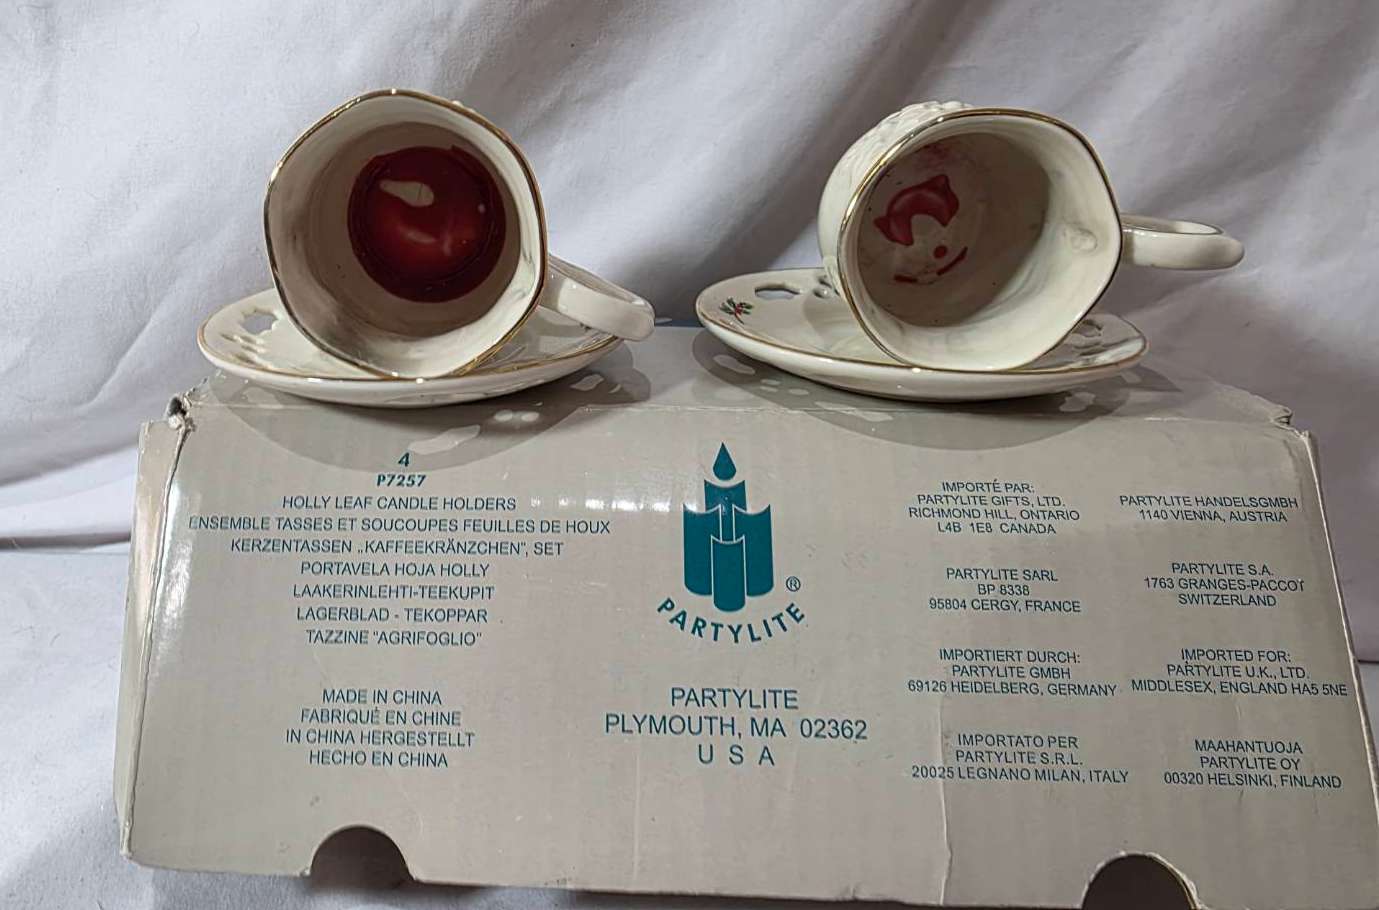 4
P7257
HOLLY LEAF CANDLE HOLDERS
ENSEMBLE TASSES ET SOUCOUPES FEUILLES DE HOUX
KERZENTASSEN „KAFFEEKRÄNZCHEN“, SET
PORTAVELA HOJA HOLLY
LAAKERINLEHTI-TEEKUPIT
LAGERBLAD - TEKOPPAR
TAZZINE "AGRIFOGLIO"
MADE IN CHINA
FABRIQUÉ EN CHINE
IN CHINA HERGESTELLT
HECHO EN CHINA
®
PARTYLITE
PARTYLITE
PLYMOUTH, MA 02362
U S A
IMPORTÉ PAR:
PARTYLITE GIFTS, LTD.
RICHMOND HILL, ONTARIO
L4B 1E8 CANADA
PARTYLITE SARL
BP 8338
95804 CERGY, FRANCE
IMPORTIERT DURCH:
PARTYLITE GMBH
69126 HEIDELBERG, GERMANY
IMPORTATO PER
PARTYLITE S.R.L.
20025 LEGNANO MILAN, ITALY
PARTYLITE HANDELSGMBH
1140 VIENNA, AUSTRIA
PARTYLITE S.A.
1763 GRANGES-PACCOT
SWITZERLAND
IMPORTED FOR:
PARTYLITE U.K., LTD.
MIDDLESEX, ENGLAND HA5 5NE
MAAHANTUOJA
PARTYLITE OY
00320 HELSINKI, FINLAND